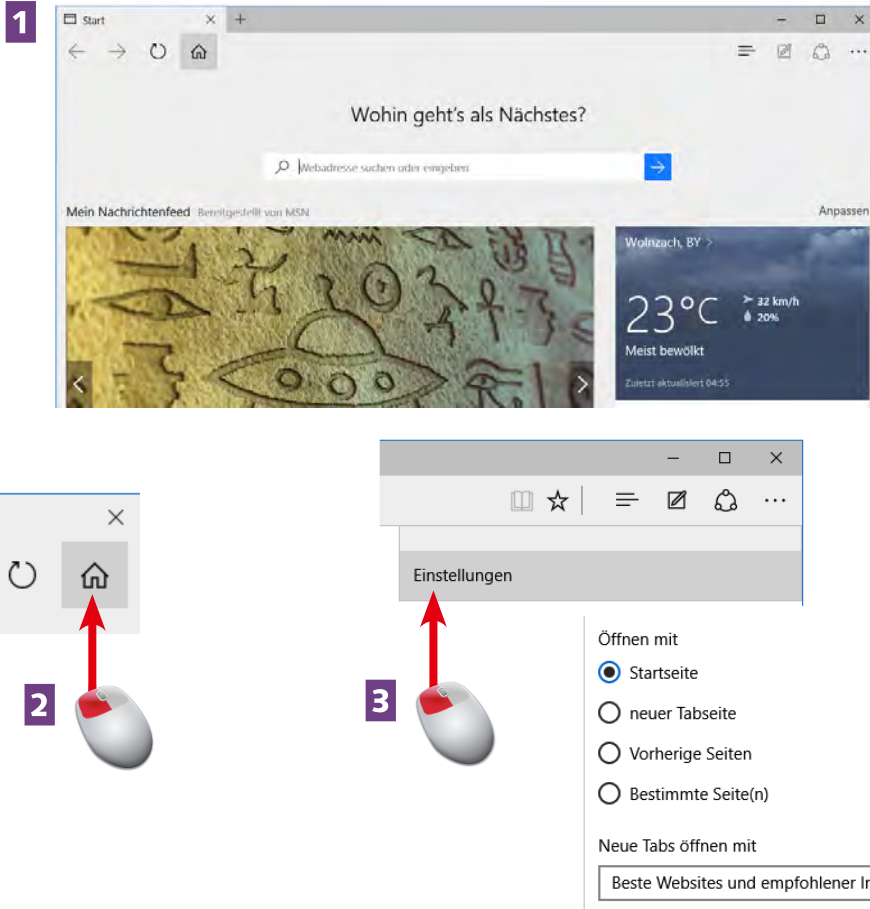 1
Start
Wohin geht's als Nächstes?
Webadresse suchen oder eingeben
Mein Nachrichtenfeed Bereitgestellt von MSN
Anpassen
Wolnzach, BY >
23°C
32 km/h
20%
Meist bewölkt
Zuletzt aktualisiert 04:55
2
Einstellungen
3
Öffnen mit
Startseite
neuer Tabseite
Vorherige Seiten
Bestimmte Seite(n)
Neue Tabs öffnen mit
Beste Websites und empfohlener In